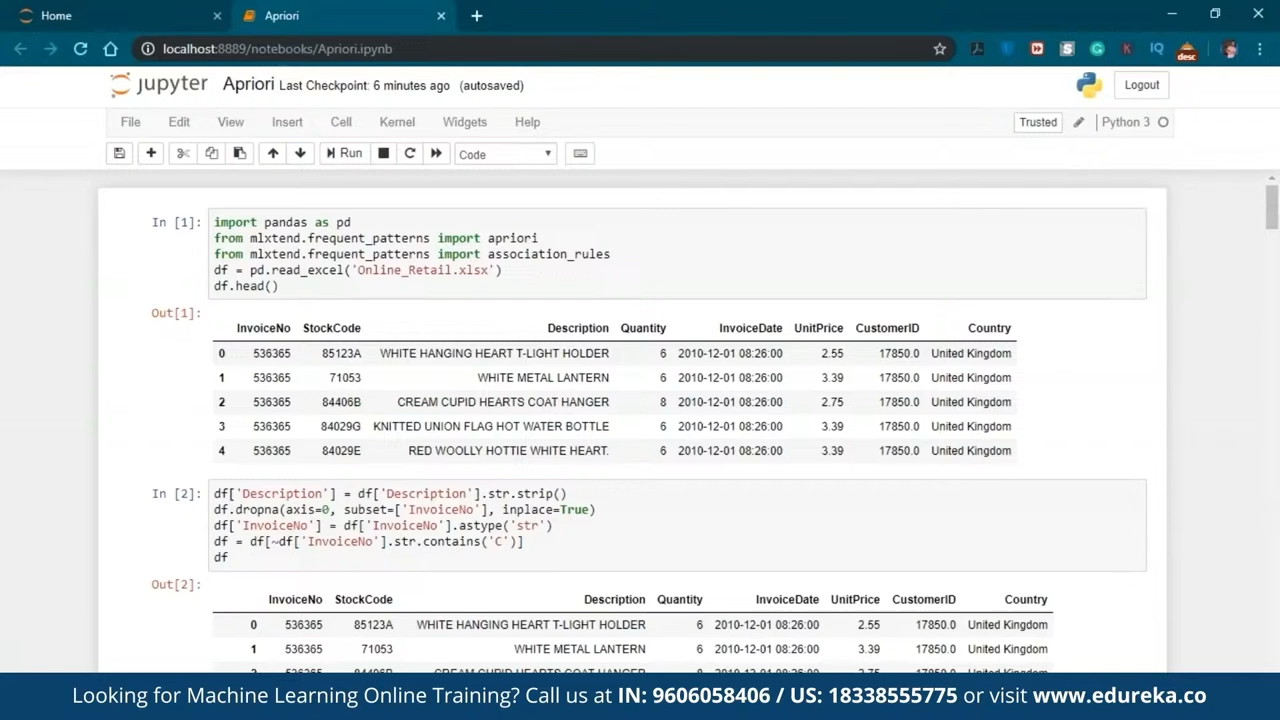 Home
Apriori
localhost:8889/notebooks/Apriori.ipynb
IQ
desc
jupyter Apriori Last Checkpoint: 6 minutes ago (autosaved)
Logout
File Edit View Insert Cell Kernel Widgets Help
Trusted
Python 3
Run
Code
In [1]:
import pandas as pd
from mlxtend.frequent_patterns import apriori
from mlxtend.frequent_patterns import association_rules
df = pd.read_excel('Online_Retail.xlsx')
df.head()
Out[1]:
InvoiceNo StockCode Description Quantity InvoiceDate UnitPrice CustomerID Country
0 536365 85123A WHITE HANGING HEART T-LIGHT HOLDER 6 2010-12-01 08:26:00 2.55 17850.0 United Kingdom
1 536365 71053 WHITE METAL LANTERN 6 2010-12-01 08:26:00 3.39 17850.0 United Kingdom
2 536365 84406B CREAM CUPID HEARTS COAT HANGER 8 2010-12-01 08:26:00 2.75 17850.0 United Kingdom
3 536365 84029G KNITTED UNION FLAG HOT WATER BOTTLE 6 2010-12-01 08:26:00 3.39 17850.0 United Kingdom
4 536365 84029E RED WOOLLY HOTTIE WHITE HEART. 6 2010-12-01 08:26:00 3.39 17850.0 United Kingdom
In [2]:
df['Description'] = df['Description'].str.strip()
df.dropna(axis=0, subset=['InvoiceNo'], inplace=True)
df['InvoiceNo'] = df['InvoiceNo'].astype('str')
df = df[~df['InvoiceNo'].str.contains('C')]
df
Out[2]:
InvoiceNo StockCode Description Quantity InvoiceDate UnitPrice CustomerID Country
0 536365 85123A WHITE HANGING HEART T-LIGHT HOLDER 6 2010-12-01 08:26:00 2.55 17850.0 United Kingdom
1 536365 71053 WHITE METAL LANTERN 6 2010-12-01 08:26:00 3.39 17850.0 United Kingdom
Looking for Machine Learning Online Training? Call us at IN: 9606058406 / US: 18338555775 or visit www.edureka.co